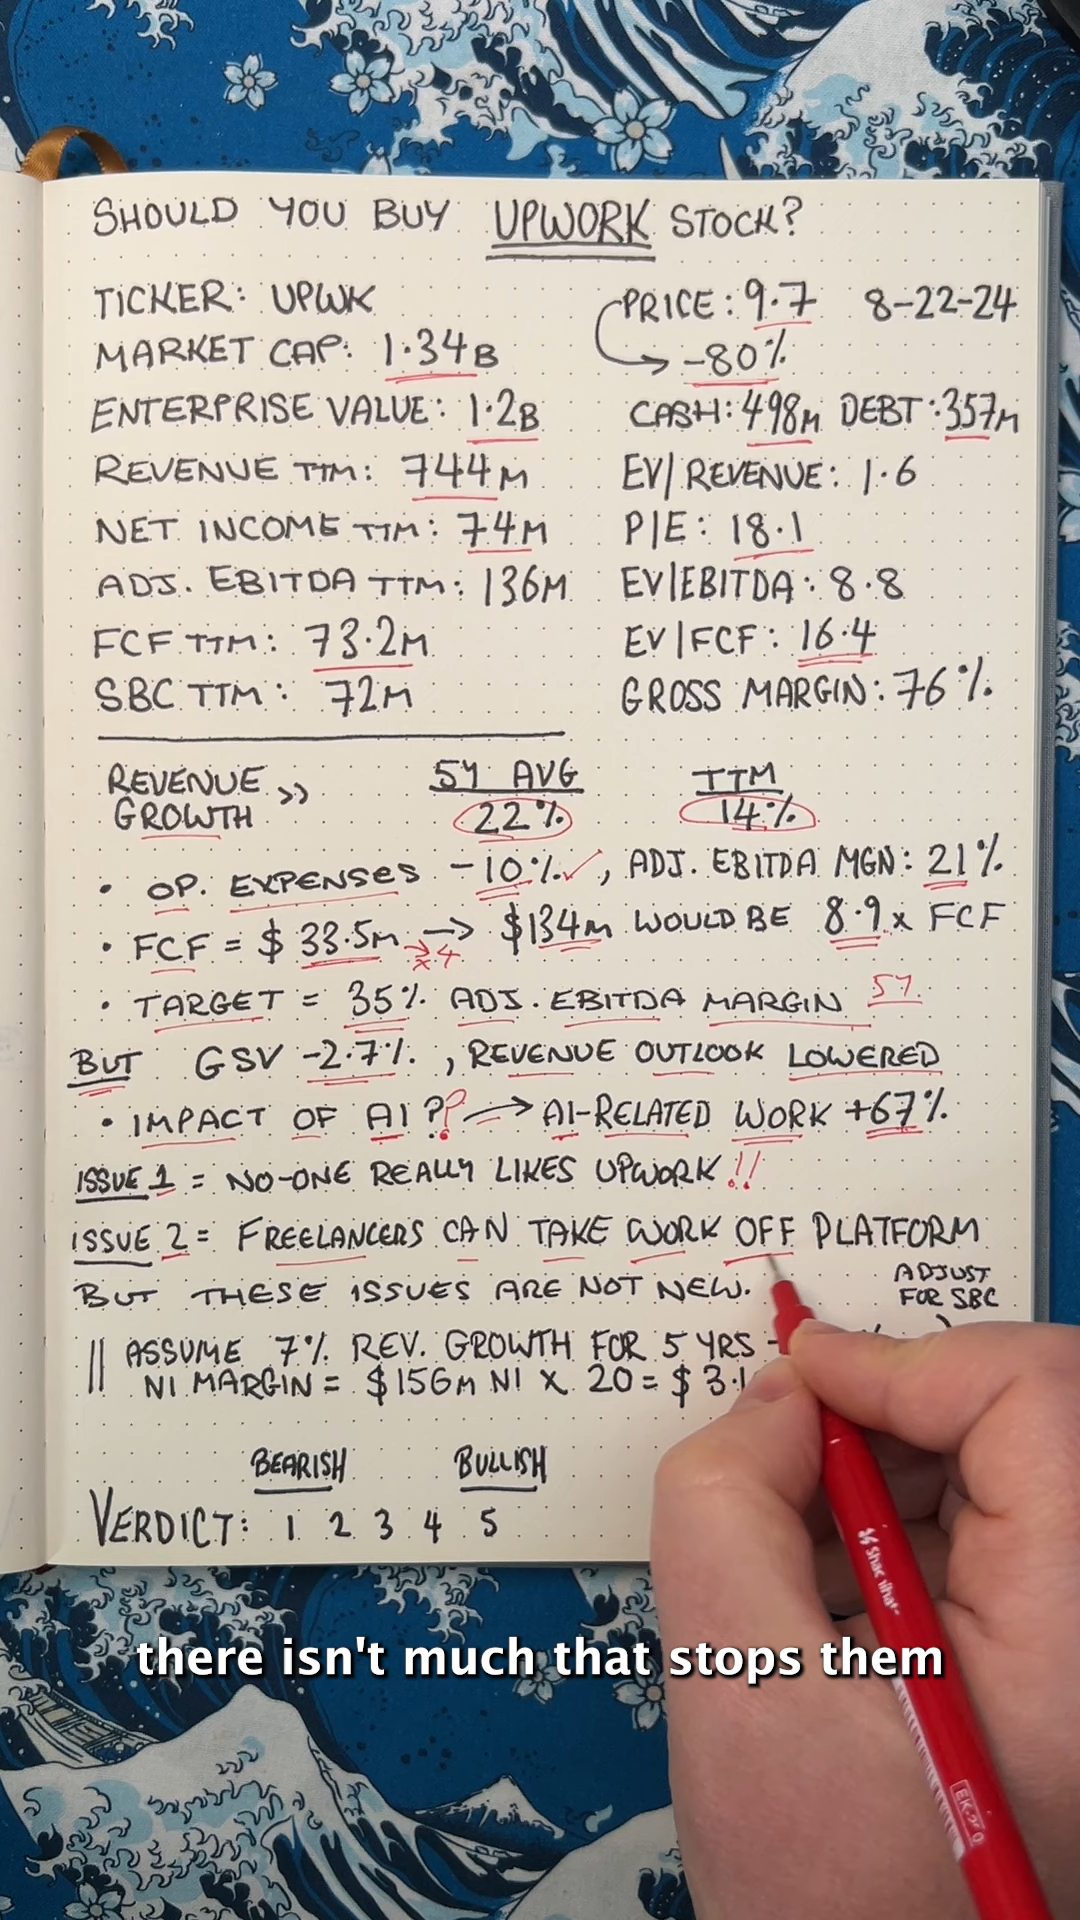 SHOULD YOU BUY UPWORK STOCK?
TICKER: UPWK
PRICE: 9.7 8-22-24
MARKET CAP: 1.34B
→ -80%
ENTERPRISE VALUE: 1.2B
CASH: 498M DEBT: 357M
REVENUE TTM: 744M
EV/REVENUE: 1.6
NET INCOME TTM: 74M
P/E: 18.1
ADJ. EBITDA TTM: 136M
EV/EBITDA: 8.8
FCF TTM: 73.2M
EV/FCF: 16.4
SBC TTM: 72M
GROSS MARGIN: 76%
REVENUE GROWTH >>
5Y AVG
22%
TTM
14%
• OP. EXPENSES -10% ✓, ADJ. EBITDA MGN: 21%
• FCF = $33.5M → $134M WOULD BE 8.9x FCF
x4
• TARGET = 35% ADJ. EBITDA MARGIN 5Y
BUT GSV -2.7%, REVENUE OUTLOOK LOWERED
• IMPACT OF AI?? → AI-RELATED WORK +67%
ISSUE 1 = NO-ONE REALLY LIKES UPWORK!!
ISSUE 2 = FREELANCERS CAN TAKE WORK OFF PLATFORM
BUT THESE ISSUES ARE NOT NEW.
ADJUST
FOR SBC
ASSUME 7% REV. GROWTH FOR 5 YRS
NI MARGIN = $156M NI X 20 = $3.1
BEARISH BULLISH
VERDICT: 1 2 3 4 5
there isn't much that stops them